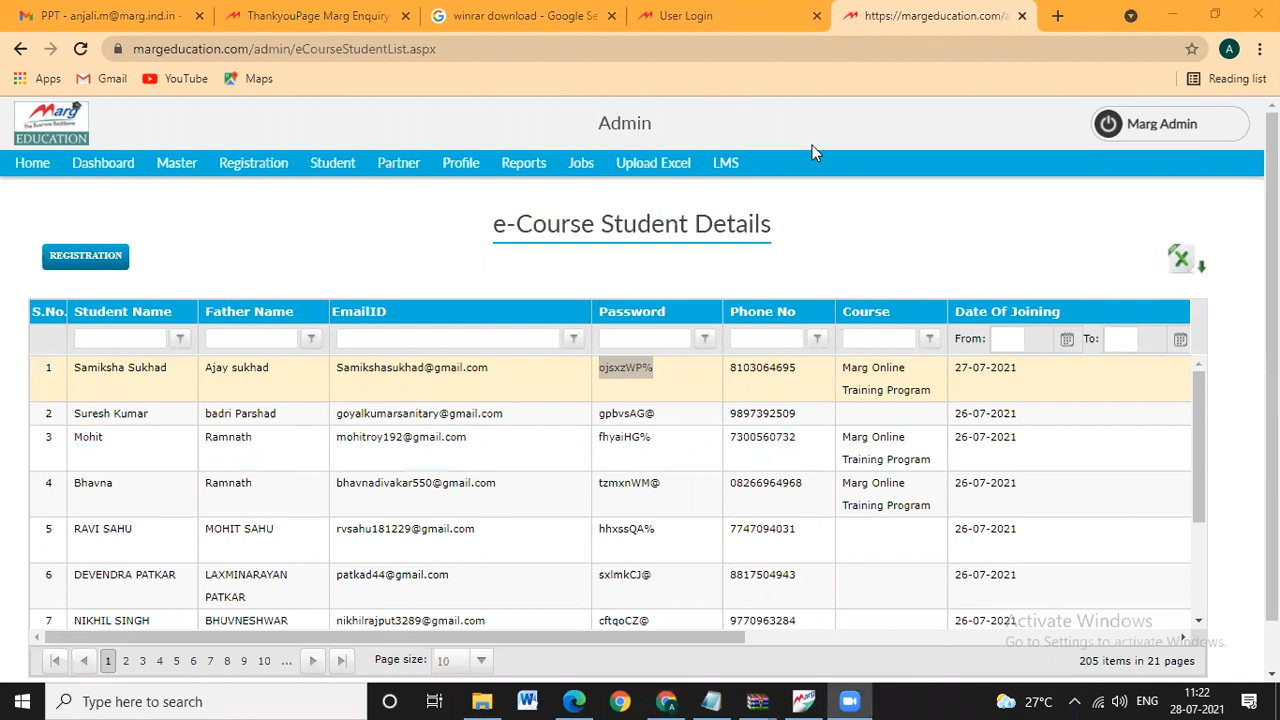 PPT - anjali.m@marg.ind.in -
ThankyouPage Marg Enquiry
winrar download - Google Se
User Login
https://margeducation.com/a
margeducation.com/admin/eCourseStudentList.aspx
A
Apps Gmail YouTube Maps Reading list
Marg
The Business Backbone
EDUCATION
Admin
Marg Admin
Home Dashboard Master Registration Student Partner Profile Reports Jobs Upload Excel LMS
e-Course Student Details
REGISTRATION
S.No. Student Name Father Name EmailID Password Phone No Course Date Of Joining
From: To:
1 Samiksha Sukhad Ajay sukhad Samikshasukhad@gmail.com ojsxzWP% 8103064695 Marg Online 27-07-2021
Training Program
2 Suresh Kumar badri Parshad goyalkumarsanitary@gmail.com gpbvsAG@ 9897392509 26-07-2021
3 Mohit Ramnath mohitroy192@gmail.com fhyaiHG% 7300560732 Marg Online 26-07-2021
Training Program
4 Bhavna Ramnath bhavnadivakar550@gmail.com tzmxnWM@ 08266964968 Marg Online 26-07-2021
Training Program
5 RAVI SAHU MOHIT SAHU rvsahu181229@gmail.com hhxssQA% 7747094031 26-07-2021
6 DEVENDRA PATKAR LAXMINARAYAN patkad44@gmail.com sxlmkCJ@ 8817504943 26-07-2021
PATKAR
7 NIKHIL SINGH BHUVNESHWAR nikhilrajput3289@gmail.com cftqoCZ@ 9770963284 26-07-2021
Activate Windows
Go to Settings to activate Windows.
1 2 3 4 5 6 7 8 9 10 ... Page size: 10 205 items in 21 pages
Type here to search
27°C ENG 11:22
28-07-2021